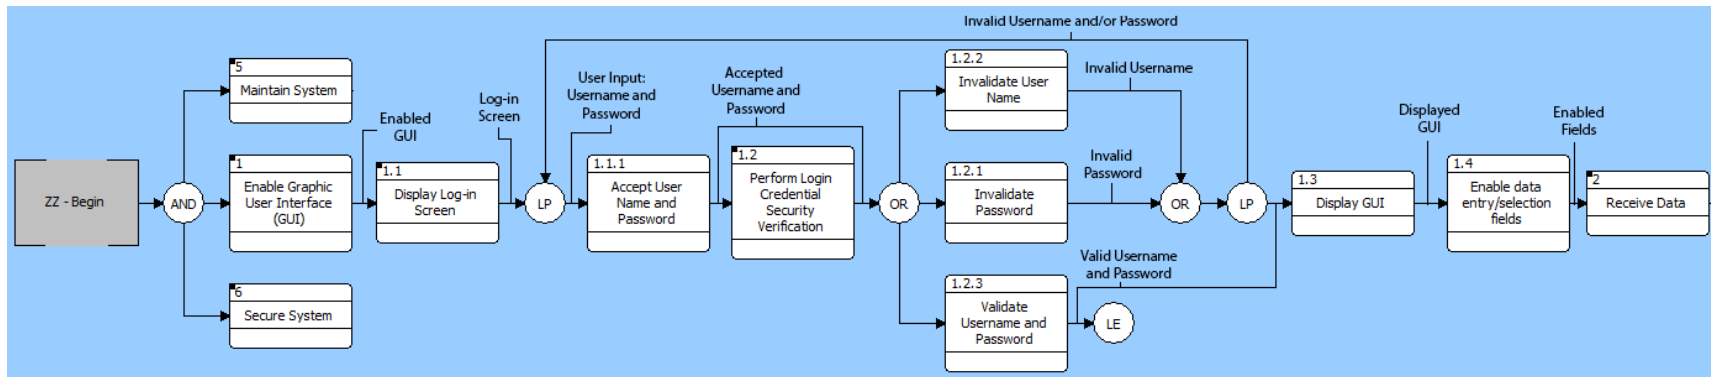 ZZ - Begin
AND
5
Maintain System
1
Enable Graphic
User Interface
(GUI)
6
Secure System
Enabled
GUI
1.1
Display Log-in
Screen
Log-in
Screen
LP
User Input:
Username and
Password
1.1.1
Accept User
Name and
Password
Accepted
Username and
Password
1.2
Perform Login
Credential
Security
Verification
OR
Invalid Username and/or Password
1.2.2
Invalidate User
Name
Invalid Username
1.2.1
Invalidate
Password
Invalid
Password
1.2.3
Validate
Username and
Password
Valid Username
and Password
LE
OR
LP
1.3
Display GUI
Displayed
GUI
1.4
Enable data
entry/selection
fields
Enabled
Fields
2
Receive Data